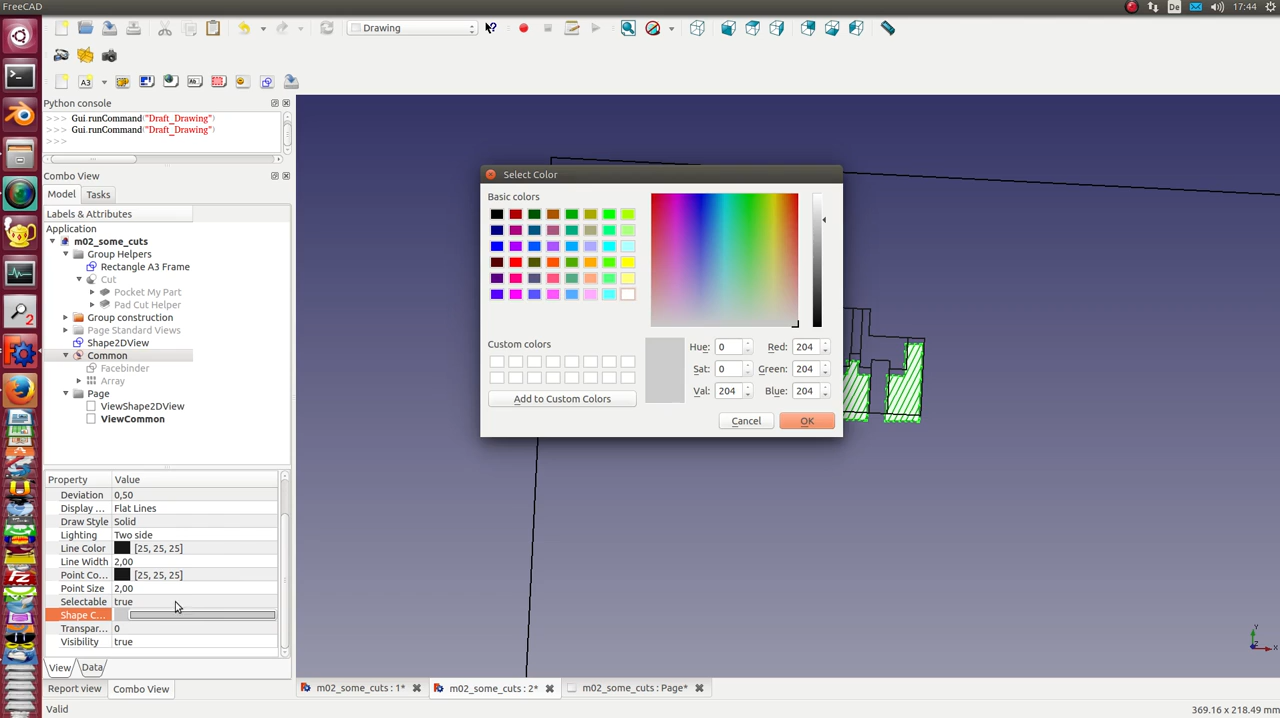 FreeCAD
De
17:44
Drawing
A3
Ab
Python console
>>> Gui.runCommand("Draft_Drawing")
>>> Gui.runCommand("Draft_Drawing")
>>>
Combo View
Model
Tasks
Labels & Attributes
Application
m02_some_cuts
Group Helpers
Rectangle A3 Frame
Cut
Pocket My Part
Pad Cut Helper
Group construction
Page Standard Views
Shape2DView
Common
Facebinder
Array
Page
ViewShape2DView
ViewCommon
Property Value
Deviation 0,50
Display ... Flat Lines
Draw Style Solid
Lighting Two side
Line Color [25, 25, 25]
Line Width 2,00
Point Co... [25, 25, 25]
Point Size 2,00
Selectable true
Shape C...
Transpar... 0
Visibility true
View
Data
Report view
Combo View
Valid
Select Color
Basic colors
Custom colors
Add to Custom Colors
Hue: 0
Red: 204
Sat: 0
Green: 204
Val: 204
Blue: 204
Cancel
OK
Y
Z
X
m02_some_cuts : 1*
m02_some_cuts : 2*
m02_some_cuts : Page*
369.16 x 218.49 mm